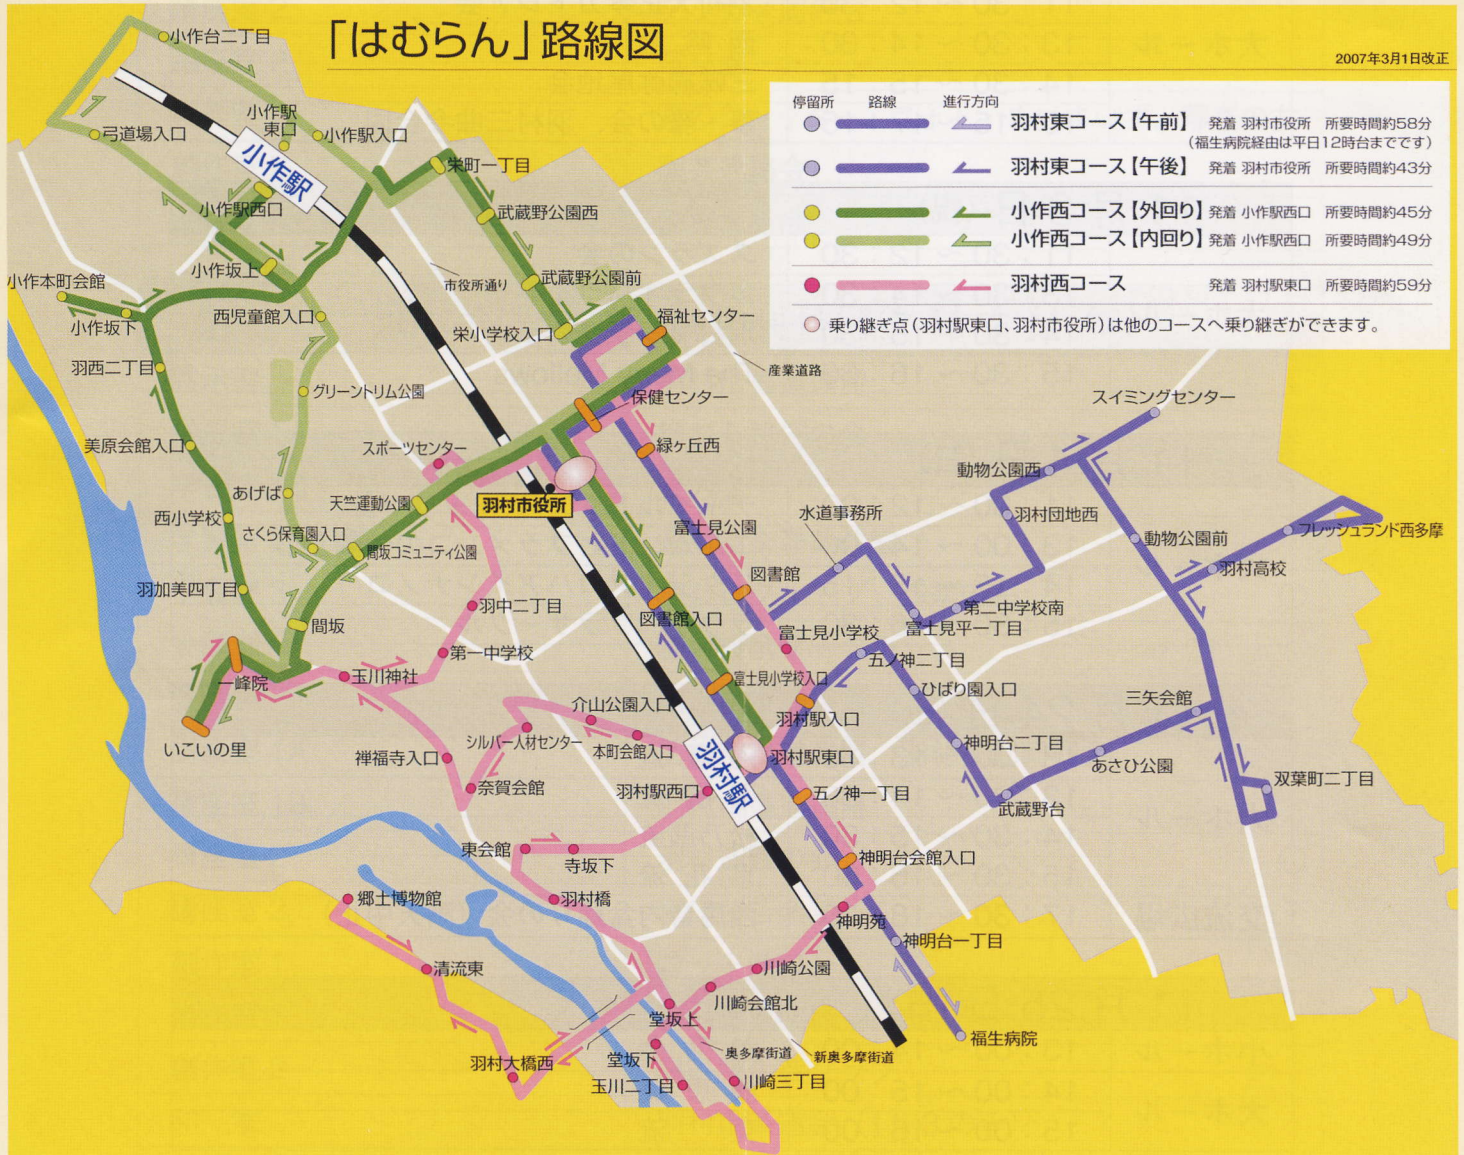 「はむらん」路線図
2007年3月1日改正
停留所 路線 進行方向
羽村東コース【午前】 発着 羽村市役所 所要時間約58分
(福生病院経由は平日12時台までです)
羽村東コース【午後】 発着 羽村市役所 所要時間約43分
小作西コース【外回り】 発着 小作駅西口 所要時間約45分
小作西コース【内回り】 発着 小作駅西口 所要時間約49分
羽村西コース 発着 羽村駅東口 所要時間約59分
乗り継ぎ点(羽村駅東口、羽村市役所)は他のコースへ乗り継ぎができます。
小作台二丁目
弓道場入口
小作駅
東口
小作駅入口
小作駅
栄町一丁目
小作駅西口
武蔵野公園西
小作坂上
小作本町会館
市役所通り
武蔵野公園前
小作坂下
西児童館入口
栄小学校入口
福祉センター
羽西二丁目
産業道路
グリーントリム公園
保健センター
スイミングセンター
美原会館入口
スポーツセンター
緑ヶ丘西
動物公園西
あげば
天竺運動公園
羽村市役所
西小学校
さくら保育園入口
間坂コミュニティ公園
富士見公園
水道事務所
羽村団地西
動物公園前
フレッシュランド西多摩
図書館
羽村高校
羽加美四丁目
羽中二丁目
図書館入口
第二中学校南
間坂
富士見小学校
富士見平一丁目
第一中学校
五ノ神二丁目
一峰院
玉川神社
富士見小学校入口
ひばり園入口
介山公園入口
羽村駅入口
三矢会館
いこいの里
シルバー人材センター
本町会館入口
羽村駅
羽村駅東口
神明台二丁目
禅福寺入口
あさひ公園
双葉町二丁目
奈賀会館
羽村駅西口
五ノ神一丁目
武蔵野台
東会館
寺坂下
神明台会館入口
郷土博物館
羽村橋
神明苑
神明台一丁目
清流東
川崎公園
川崎会館北
堂坂上
福生病院
羽村大橋西
堂坂下
奥多摩街道
新奥多摩街道
玉川二丁目
川崎三丁目